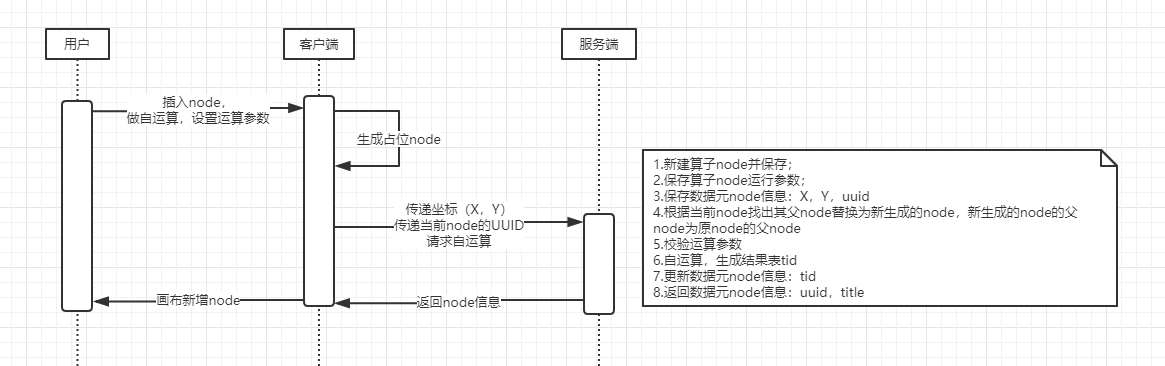 用户
客户端
服务端
插入node，
做自运算，设置运算参数
生成占位node
传递坐标（X，Y）
传递当前node的UUID
请求自运算
返回node信息
画布新增node
1.新建算子node并保存；
2.保存算子node运行参数；
3.保存数据元node信息：X，Y，uuid
4.根据当前node找出其父node替换为新生成的node，新生成的node的父
node为原node的父node
5.校验运算参数
6.自运算，生成结果表tid
7.更新数据元node信息：tid
8.返回数据元node信息：uuid，title